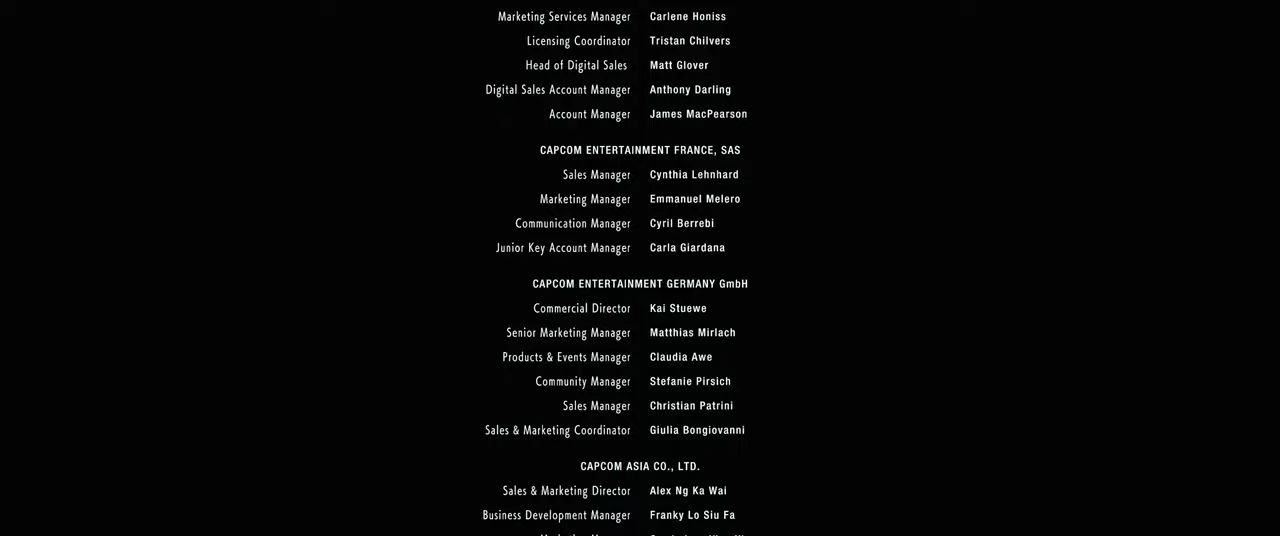 Marketing Services Manager Carlene Honiss
Licensing Coordinator Tristan Chilvers
Head of Digital Sales Matt Glover
Digital Sales Account Manager Anthony Darling
Account Manager James MacPearson
CAPCOM ENTERTAINMENT FRANCE, SAS
Sales Manager Cynthia Lehnhard
Marketing Manager Emmanuel Melero
Communication Manager Cyril Berrebi
Junior Key Account Manager Carla Giardana
CAPCOM ENTERTAINMENT GERMANY GmbH
Commercial Director Kai Stuewe
Senior Marketing Manager Matthias Mirlach
Products & Events Manager Claudia Awe
Community Manager Stefanie Pirsich
Sales Manager Christian Patrini
Sales & Marketing Coordinator Giulia Bongiovanni
CAPCOM ASIA CO., LTD.
Sales & Marketing Director Alex Ng Ka Wai
Business Development Manager Franky Lo Siu Fa